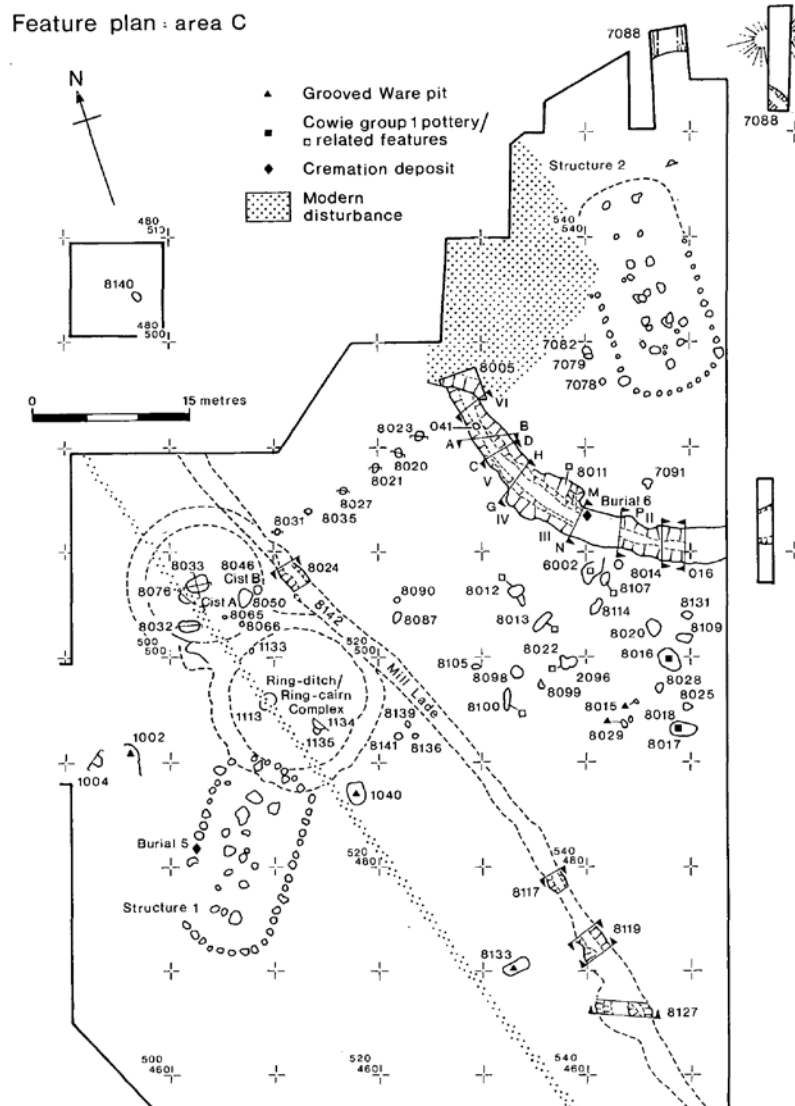 Feature plan : area C
N
Grooved Ware pit
Cowie group 1 pottery/
related features
Cremation deposit
Modern
disturbance
7088
7088
Structure 2
540
540
480
510
8140
480
500
0
15 metres
7082
7079
7078
8005
VI
041
B
A
D
H
C
V
G
IV
III
N
M
8011
7091
Burial 6
P
II
016
8023
8020
8021
8027
8035
8031
8024
8033
8046
Cist B
8076
Cist A
8050
8065
8066
8032
8142
500
500
520
500
1133
Mill Lade
Ring-ditch/
Ring-cairn
Complex
1113
1134
1135
8090
8087
8105
8139
8141
8136
6002
8014
8107
8012
8114
8013
8131
8020
8109
8022
8016
8098
2096
8099
8028
8025
8100
8015
8018
8029
8017
1002
1004
1040
Burial 5
Structure 1
520
480
540
480
8117
8119
8133
8127
500
460
520
460
540
460